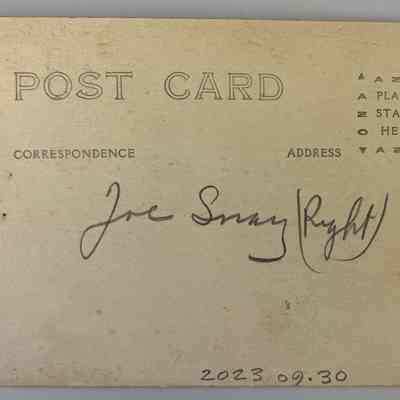 POST CARD
PLA
STA
HE
CORRESPONDENCE ADDRESS
Joe Snay (Right)
2023 09.30